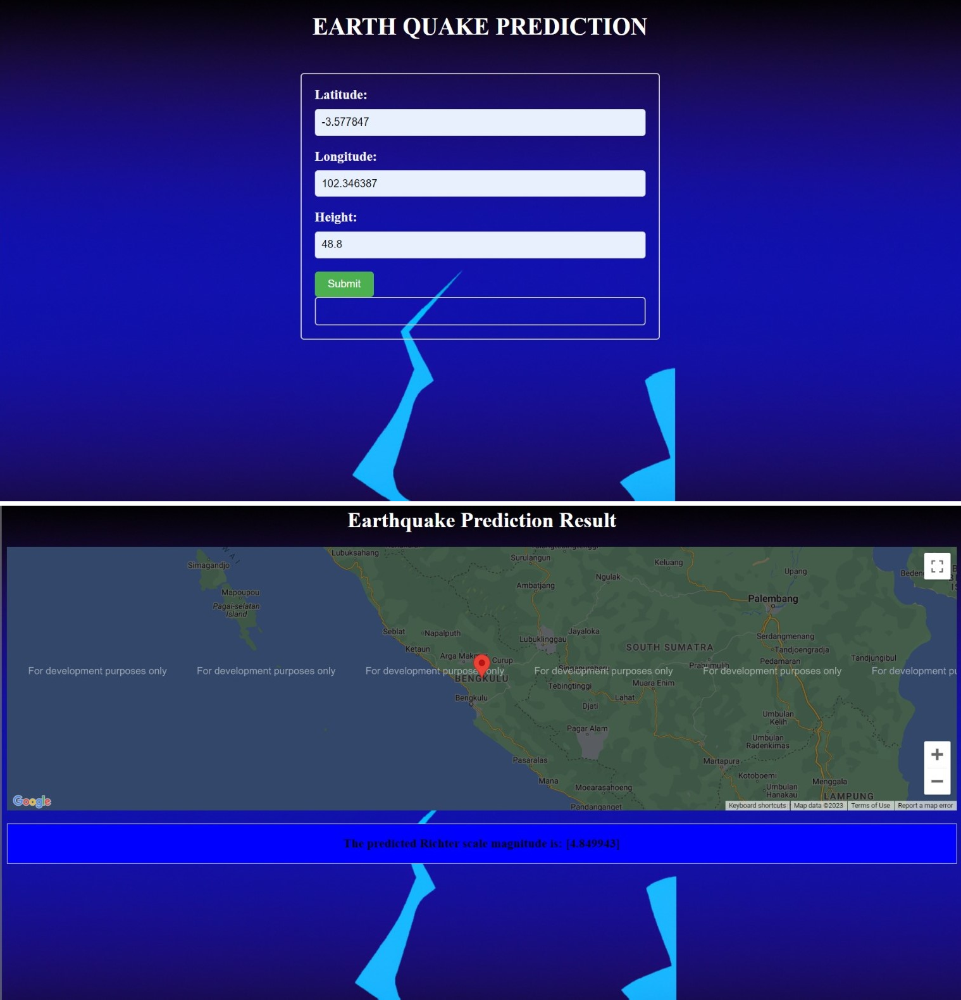 EARTH QUAKE PREDICTION
Latitude:
-3.577847
Longitude:
102.346387
Height:
48.8
Submit
Earthquake Prediction Result
Lubuksahang
Surulangun
Keluang
Simagandjo
Upang
Ngulak
Ambatjang
Mapoupou
Palembang
Pagai-selatan
Island
Seblat
Napalputh
Jayaloka
Lubuklinggau
Serdangmenang
Ketaun
SOUTH SUMATRA
Tandjoengradja
Curup
Tandjungibul
Pedamaran
Prabumulih
For development purposes only
For development purposes only
For development purposes only
For development purposes only
For development purposes only
For development
BENGKULU
Muara Enim
Tebingtinggi
Bengkulu
Lahat
Djati
Umbulan
Kelih
Pagar Alam
Umbulan
Radenkimas
Pasaralas
Martapura
Kotoboemi
Mana
Menggala
Moearasahoeng
Umbulan
Hanakau
LAMPUNG
Pandanganget
Google
Keyboard shortcuts
Map data ©2023
Terms of Use
Report a map error
The predicted Richter scale magnitude is: [4.849943]